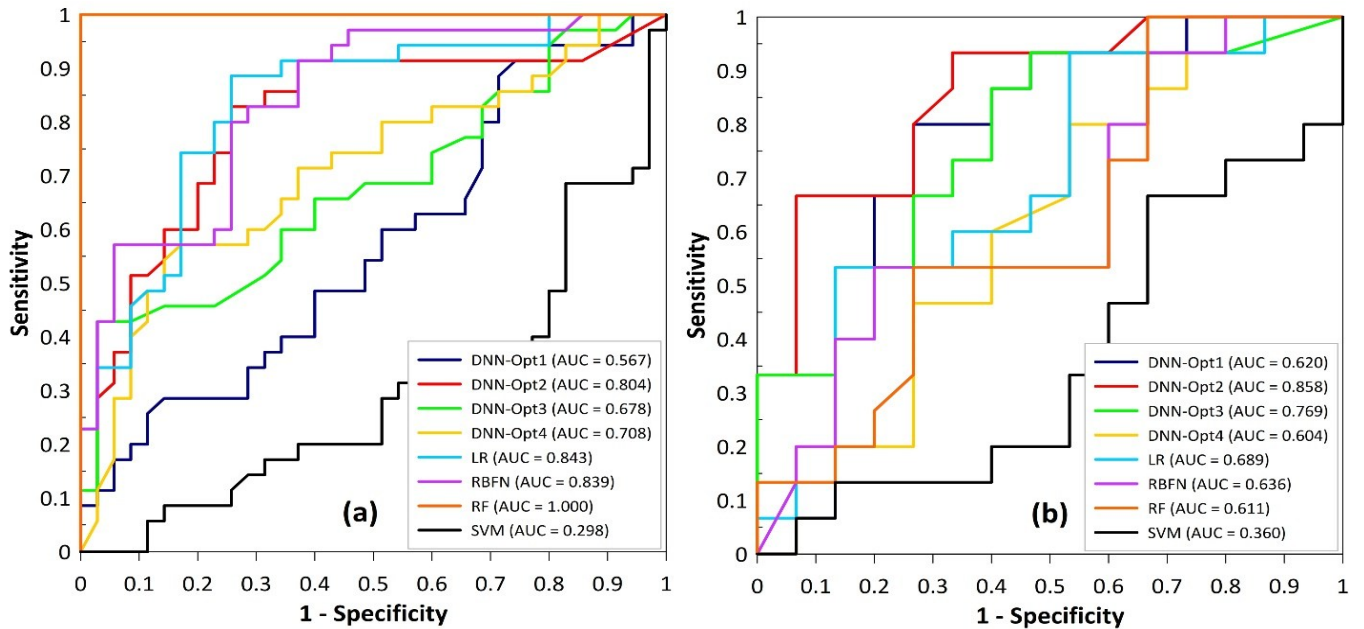 1
0.9
0.8
0.7
0.6
0.5
0.4
0.3
0.2
0.1
0
Sensitivity
0 0.1 0.2 0.3 0.4 0.5 0.6 0.7 0.8 0.9 1
1 - Specificity
DNN-Opt1 (AUC = 0.567)
DNN-Opt2 (AUC = 0.804)
DNN-Opt3 (AUC = 0.678)
DNN-Opt4 (AUC = 0.708)
LR (AUC = 0.843)
RBFN (AUC = 0.839)
RF (AUC = 1.000)
SVM (AUC = 0.298)
(a)
1
0.9
0.8
0.7
0.6
0.5
0.4
0.3
0.2
0.1
0
Sensitivity
0 0.1 0.2 0.3 0.4 0.5 0.6 0.7 0.8 0.9 1
1 - Specificity
DNN-Opt1 (AUC = 0.620)
DNN-Opt2 (AUC = 0.858)
DNN-Opt3 (AUC = 0.769)
DNN-Opt4 (AUC = 0.604)
LR (AUC = 0.689)
RBFN (AUC = 0.636)
RF (AUC = 0.611)
SVM (AUC = 0.360)
(b)